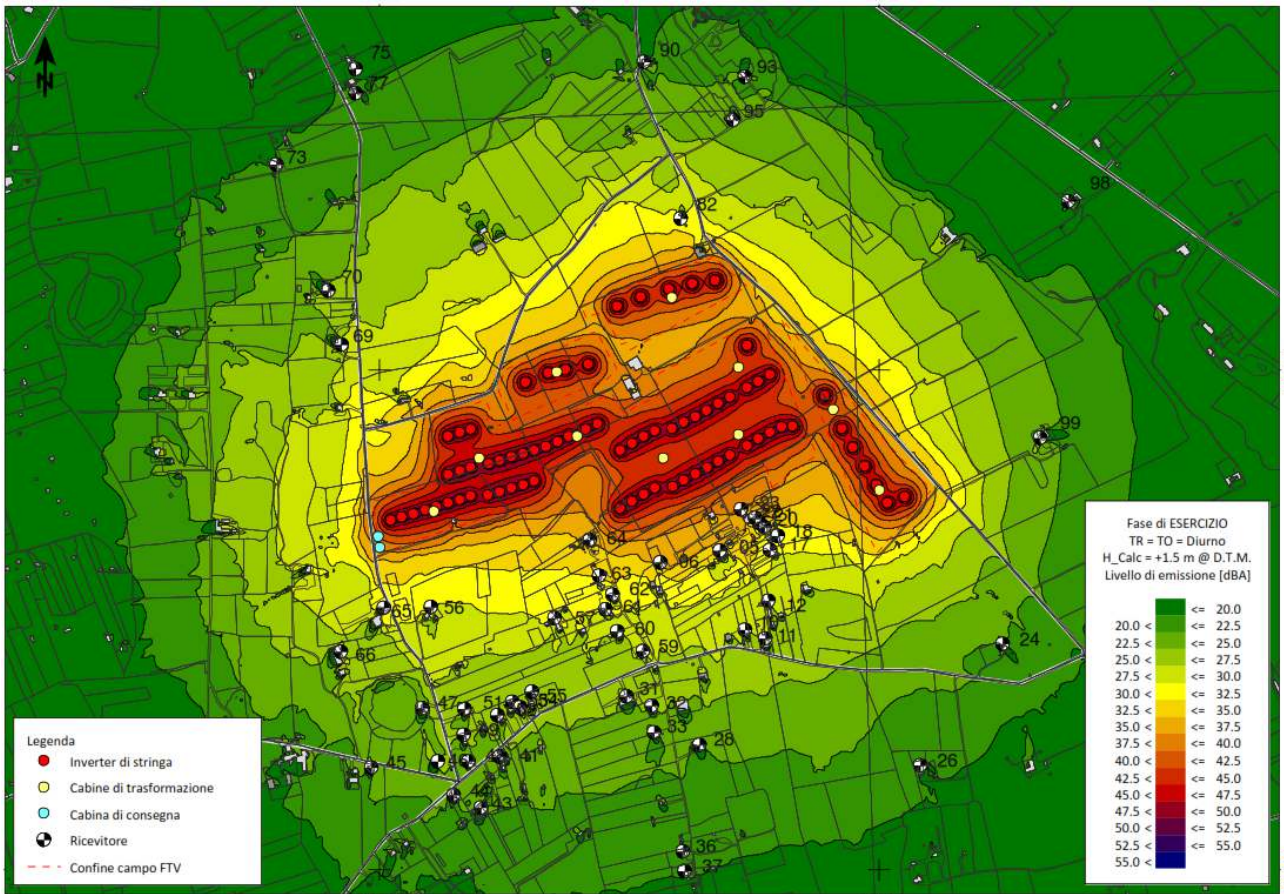 N
75
77
90
93
95
73
98
82
70
69
99
64
63
62
61
60
59
57
56
65
66
06
05
18
17
12
11
24
55
51
47
45
44
43
41
31
32
33
28
26
36
37
Legenda
Inverter di stringa
Cabine di trasformazione
Cabina di consegna
Ricevitore
Confine campo FTV
Fase di ESERCIZIO
TR = TO = Diurno
H_Calc = +1.5 m @ D.T.M.
Livello di emissione [dBA]
<= 20.0
20.0 < <= 22.5
22.5 < <= 25.0
25.0 < <= 27.5
27.5 < <= 30.0
30.0 < <= 32.5
32.5 < <= 35.0
35.0 < <= 37.5
37.5 < <= 40.0
40.0 < <= 42.5
42.5 < <= 45.0
45.0 < <= 47.5
47.5 < <= 50.0
50.0 < <= 52.5
52.5 < <= 55.0
55.0 <